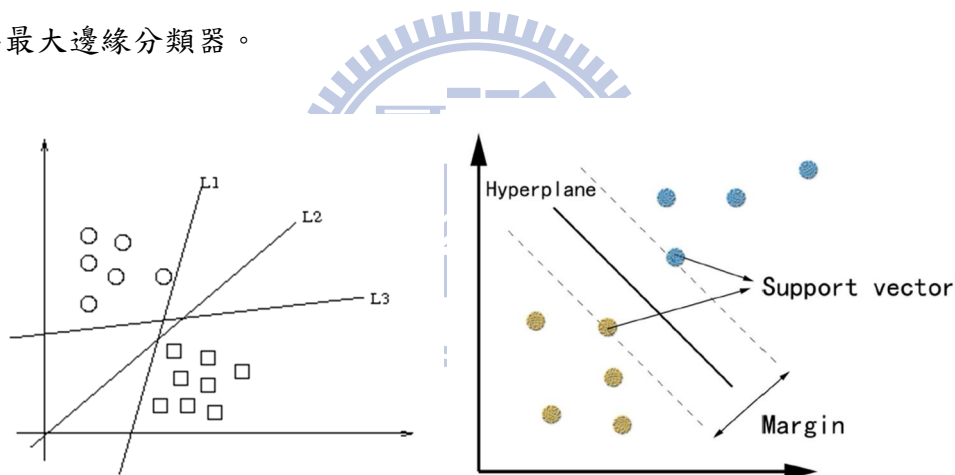 最大邊緣分類器。
L1
L2
L3
Hyperplane
Support vector
Margin